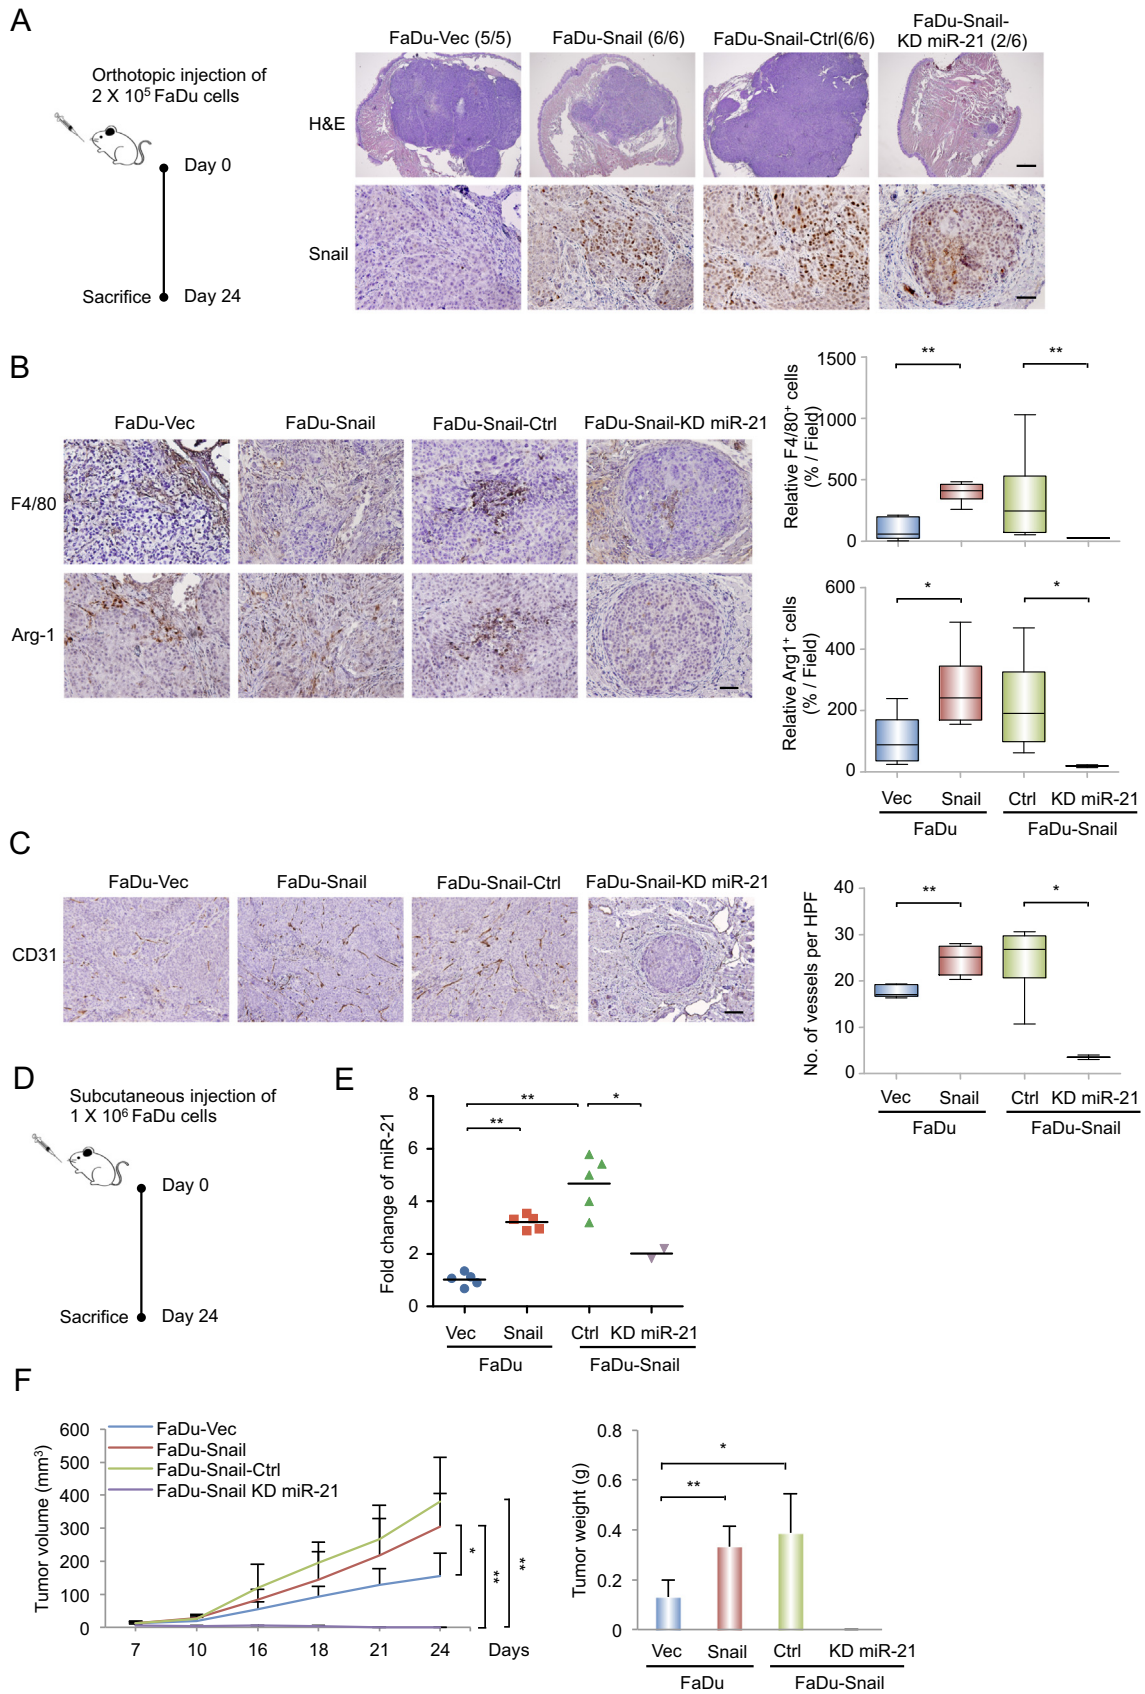 A
Orthotopic injection of
2 X 10⁵ FaDu cells
Day 0
Sacrifice
Day 24
FaDu-Vec (5/5)
FaDu-Snail (6/6)
FaDu-Snail-Ctrl(6/6)
FaDu-Snail-
KD miR-21 (2/6)
H&E
Snail
B
FaDu-Vec
FaDu-Snail
FaDu-Snail-Ctrl
FaDu-Snail-KD miR-21
F4/80
Arg-1
Relative F4/80⁺ cells
(% / Field)
1500
1000
500
0
**
**
Relative Arg1⁺ cells
(% / Field)
600
400
200
0
*
*
Vec
Snail
Ctrl
KD miR-21
FaDu
FaDu-Snail
C
FaDu-Vec
FaDu-Snail
FaDu-Snail-Ctrl
FaDu-Snail-KD miR-21
CD31
No. of vessels per HPF
40
30
20
10
0
**
*
Vec
Snail
Ctrl
KD miR-21
FaDu
FaDu-Snail
D
Subcutaneous injection of
1 X 10⁶ FaDu cells
Day 0
Sacrifice
Day 24
E
Fold change of miR-21
8
6
4
2
0
**
**
*
Vec
Snail
Ctrl
KD miR-21
FaDu
FaDu-Snail
F
Tumor volume (mm³)
600
500
400
300
200
100
0
FaDu-Vec
FaDu-Snail
FaDu-Snail-Ctrl
FaDu-Snail KD miR-21
*
**
**
7
10
16
18
21
24
Days
Tumor weight (g)
0.8
0.6
0.4
0.2
0
*
**
Vec
Snail
Ctrl
KD miR-21
FaDu
FaDu-Snail